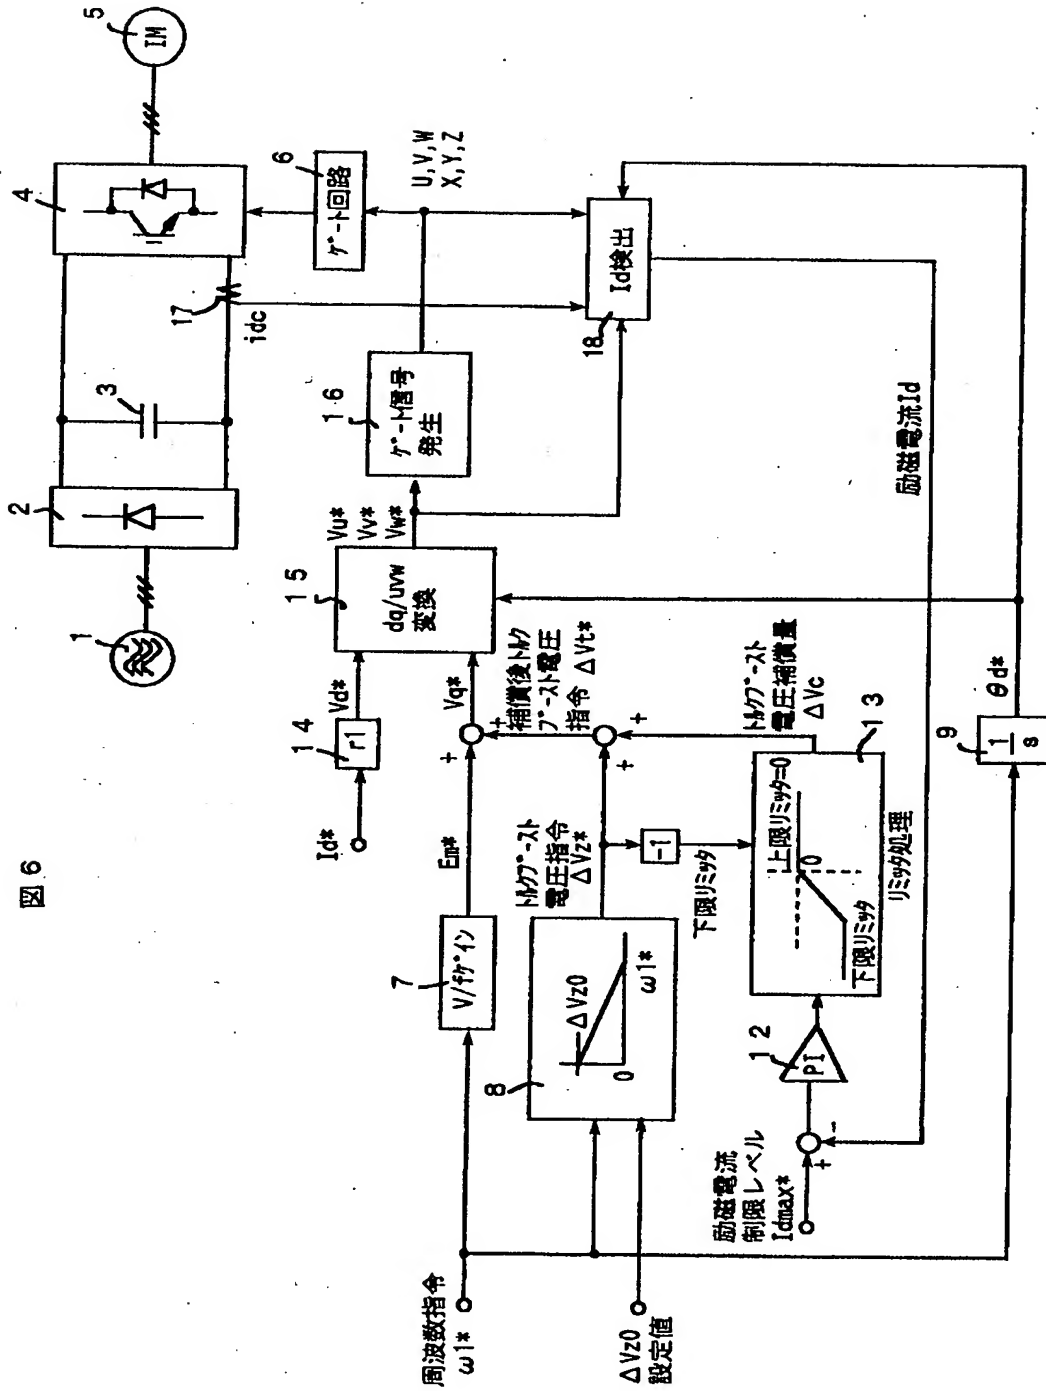 図6
1
2
3
4
5
IM
17
idc
6
ゲート回路
U,V,W
X,Y,Z
16
ゲート信号
発生
18
Id検出
15
dq/uvw
変換
Vu*
Vv*
Vw*
14
r1
Id*
Vd*
Vq*
Em*
7
V/fゲイン
周波数指令
ω1*
ΔVz0
設定値
8
ΔVz0
0
ω1*
トルクブースト
電圧指令
ΔVz*
補償後トルク
ブースト電圧
指令 ΔVt*
+
+
+
+
-1
下限リミッタ
トルクブースト
電圧補償量
ΔVc
13
上限リミッタ=0
0
下限リミッタ
リミッタ処理
12
PI
励磁電流
制限レベル
Idmax*
+
-
励磁電流Id
9
1
s
θd*